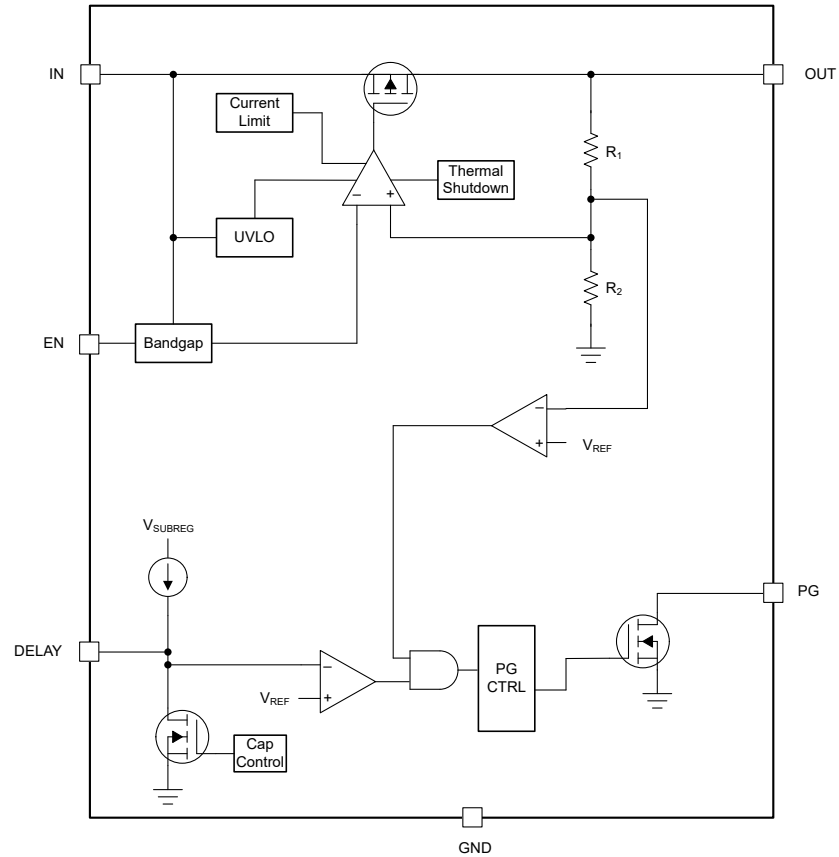 IN
OUT
Current
Limit
R1
Thermal
Shutdown
–
+
UVLO
R2
EN
Bandgap
–
+
VREF
VSUBREG
PG
DELAY
–
PG
CTRL
VREF
+
Cap
Control
GND